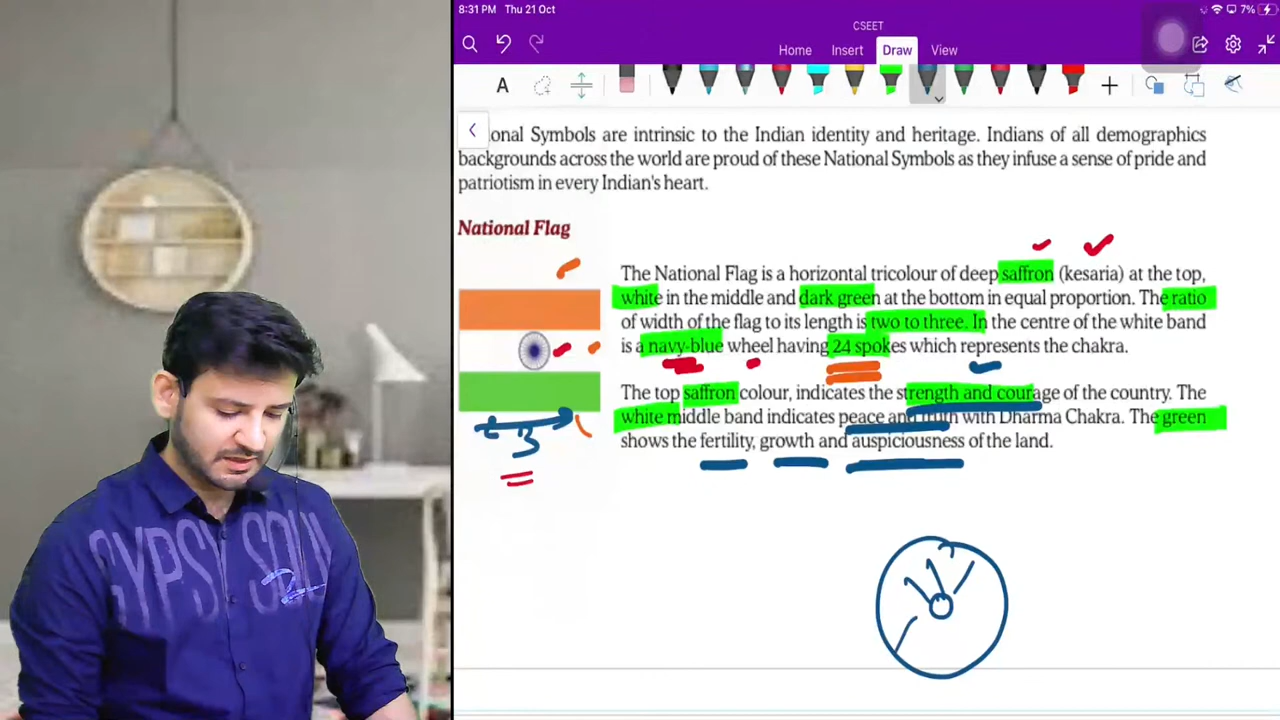 8:31 PM Thu 21 Oct
7%
CSEET
Home Insert Draw View
A
onal Symbols are intrinsic to the Indian identity and heritage. Indians of all demographics
backgrounds across the world are proud of these National Symbols as they infuse a sense of pride and
patriotism in every Indian's heart.
National Flag
The National Flag is a horizontal tricolour of deep saffron (kesaria) at the top,
white in the middle and dark green at the bottom in equal proportion. The ratio
of width of the flag to its length is two to three. In the centre of the white band
is a navy-blue wheel having 24 spokes which represents the chakra.
The top saffron colour, indicates the strength and courage of the country. The
white middle band indicates peace and truth with Dharma Chakra. The green
shows the fertility, growth and auspiciousness of the land.
3
GYPSY SOUL